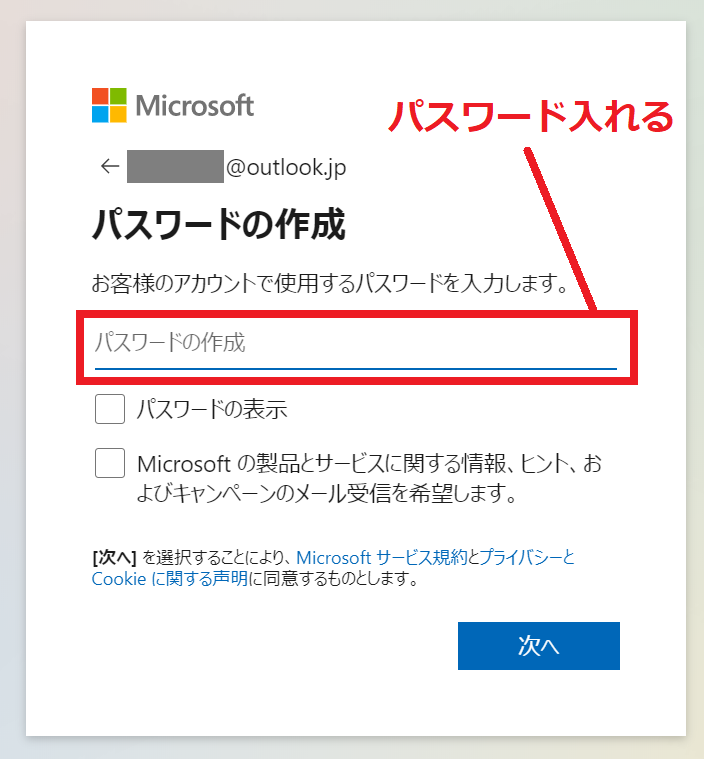 Microsoft
パスワード入れる
← @outlook.jp
パスワードの作成
お客様のアカウントで使用するパスワードを入力します。
パスワードの作成
パスワードの表示
Microsoft の製品とサービスに関する情報、ヒント、お
よびキャンペーンのメール受信を希望します。
[次へ] を選択することにより、Microsoft サービス規約とプライバシーと
Cookie に関する声明に同意するものとします。
次へ